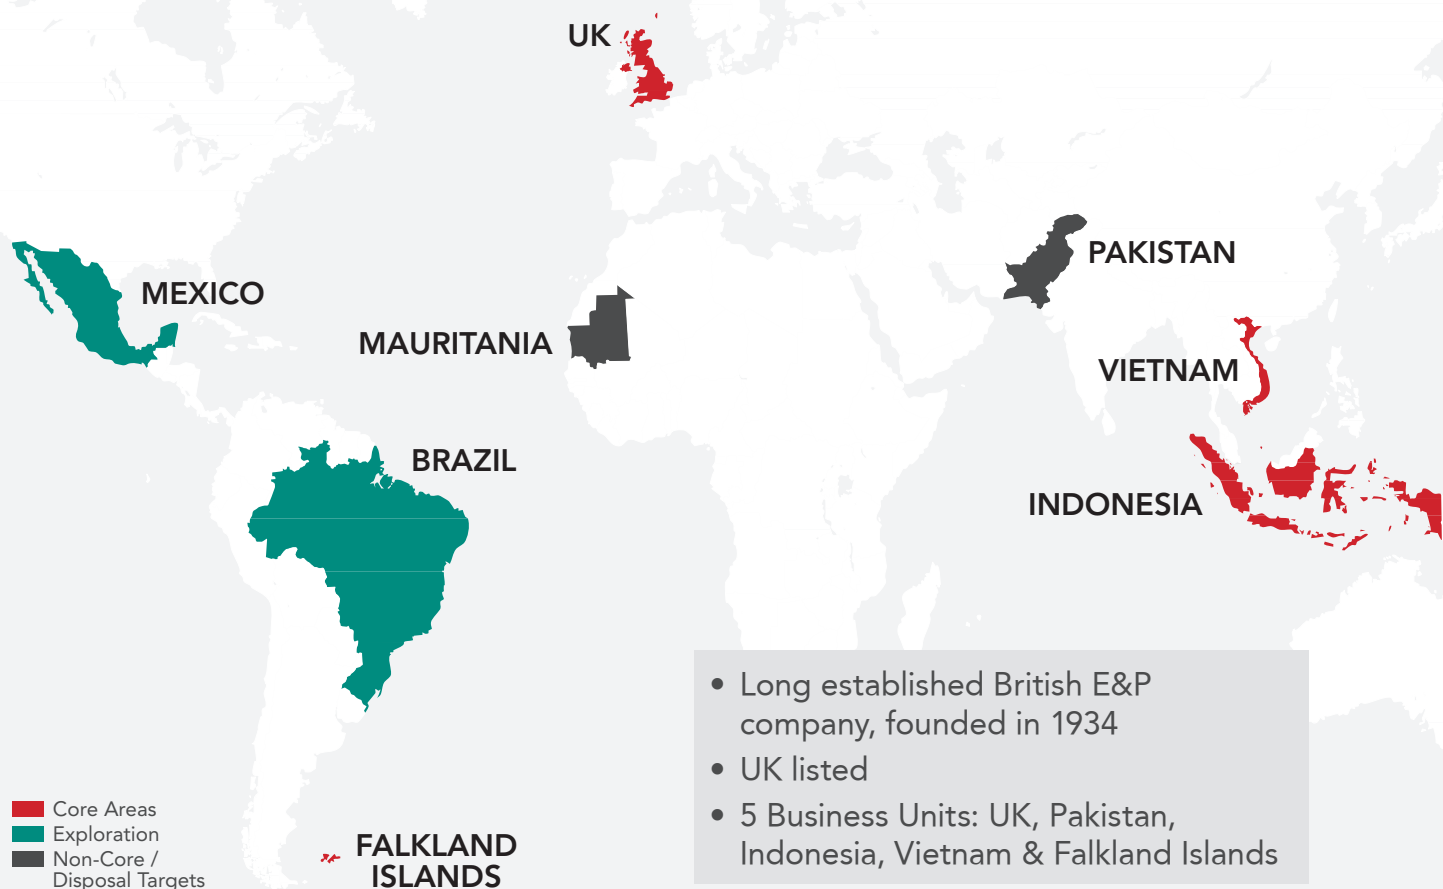 UK
PAKISTAN
MEXICO
MAURITANIA
VIETNAM
BRAZIL
INDONESIA
• Long established British E&P
company, founded in 1934
• UK listed
• 5 Business Units: UK, Pakistan,
Indonesia, Vietnam & Falkland Islands
Core Areas
Exploration
Non-Core /
Disposal Targets
FALKLAND
ISLANDS